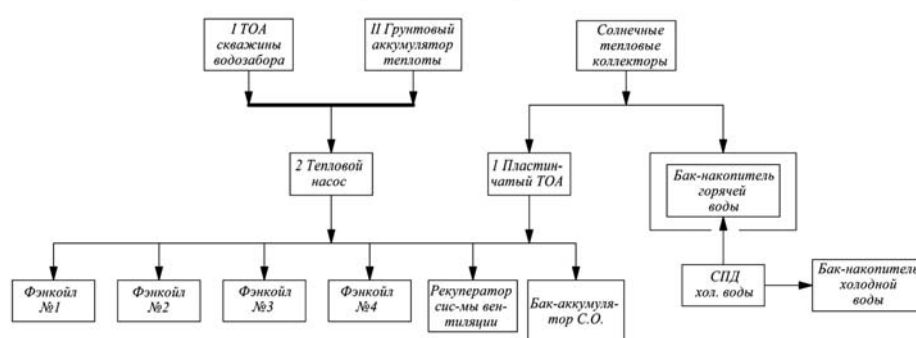 I ТОА
скважины
водозабора
II Грунтовый
аккумулятор
теплоты
Солнечные
тепловые
коллекторы
2 Тепловой
насос
1 Пластин-
чатый ТОА
Бак-накопитель
горячей
воды
Фэнкойл
№1
Фэнкойл
№2
Фэнкойл
№3
Фэнкойл
№4
Рекуператор
сис-мы вен-
тиляции
Бак-аккумуля-
тор С.О.
СПД
хол. воды
Бак-накопитель
холодной
воды